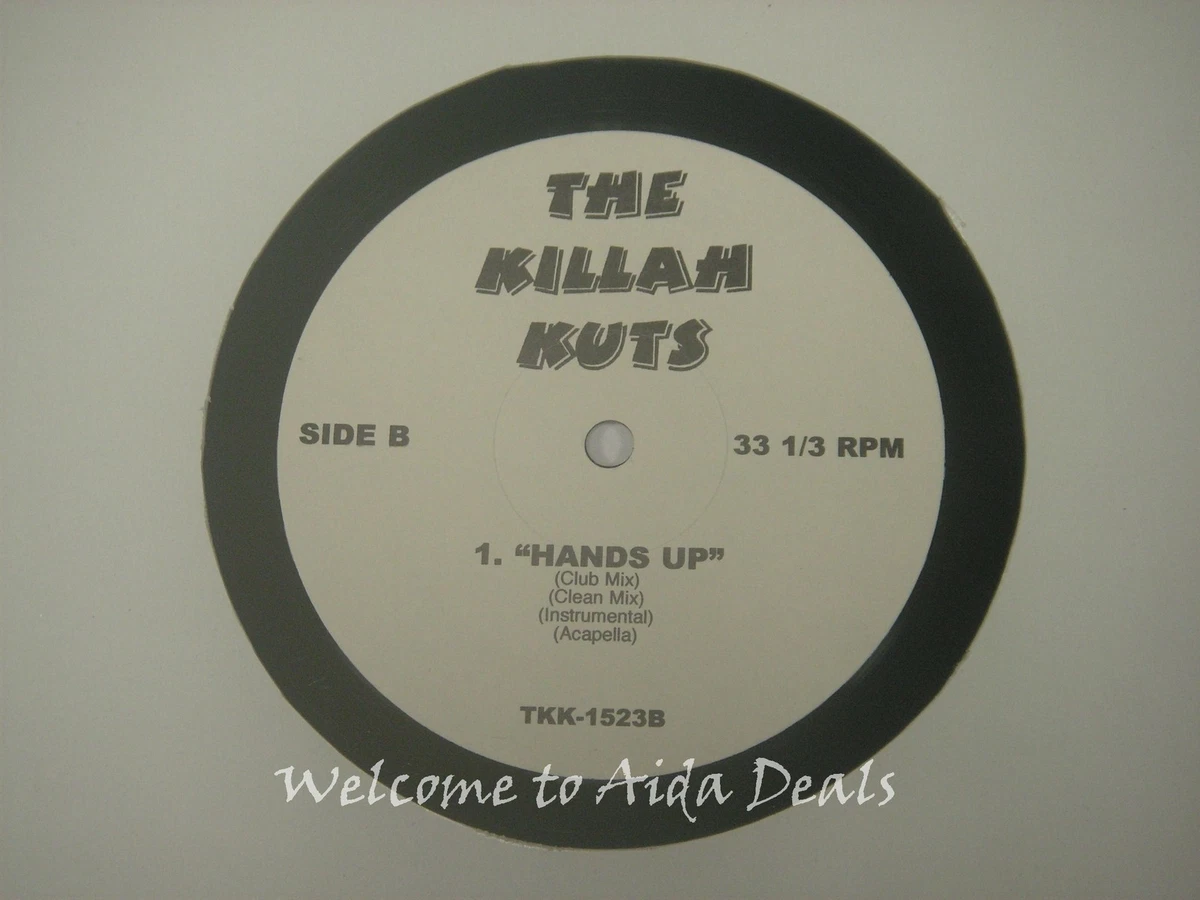 THE
KILLAH
KUTS
SIDE B
33 1/3 RPM
1. “HANDS UP”
(Club Mix)
(Clean Mix)
(Instrumental)
(Acapella)
TKK-1523B
Welcome to Aida Deals